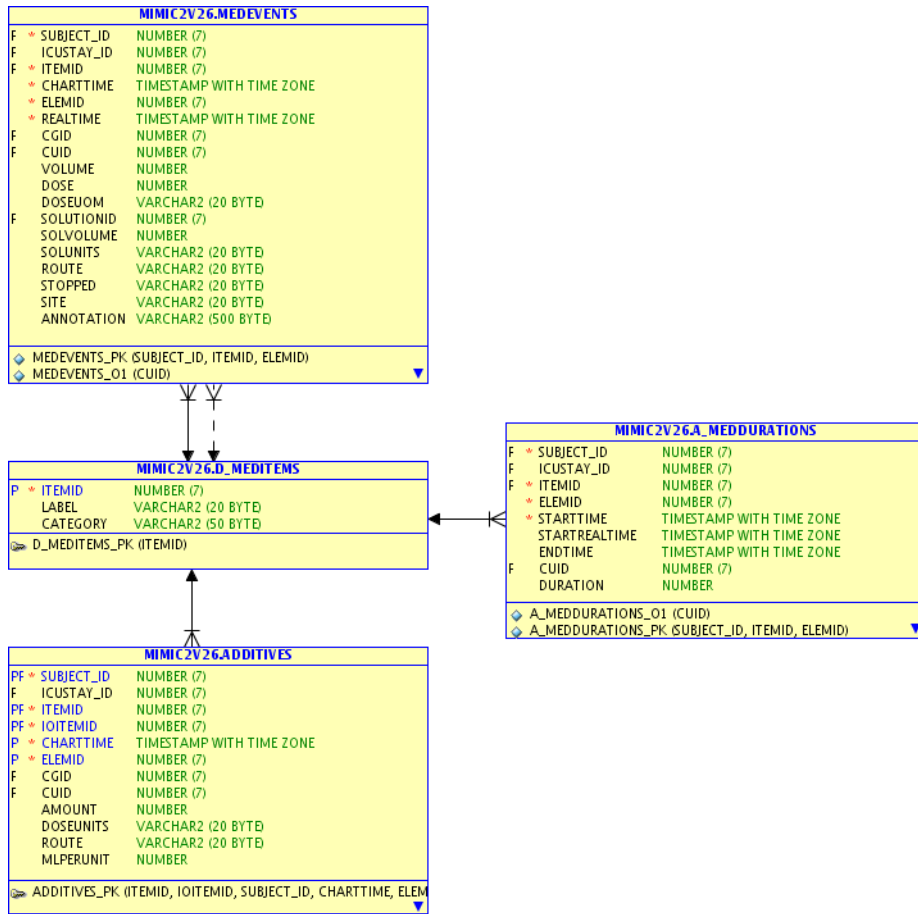 MIMIC2V26.MEDEVENTS
F * SUBJECT_ID NUMBER (7)
F ICUSTAY_ID NUMBER (7)
F * ITEMID NUMBER (7)
* CHARTTIME TIMESTAMP WITH TIME ZONE
* ELEMID NUMBER (7)
* REALTIME TIMESTAMP WITH TIME ZONE
F CGID NUMBER (7)
F CUID NUMBER (7)
VOLUME NUMBER
DOSE NUMBER
DOSEUOM VARCHAR2 (20 BYTE)
F SOLUTIONID NUMBER (7)
SOLVOLUME NUMBER
SOLUNITS VARCHAR2 (20 BYTE)
ROUTE VARCHAR2 (20 BYTE)
STOPPED VARCHAR2 (20 BYTE)
SITE VARCHAR2 (20 BYTE)
ANNOTATION VARCHAR2 (500 BYTE)
MEDEVENTS_PK (SUBJECT_ID, ITEMID, ELEMID)
MEDEVENTS_O1 (CUID)
MIMIC2V26.D_MEDITEMS
P * ITEMID NUMBER (7)
LABEL VARCHAR2 (20 BYTE)
CATEGORY VARCHAR2 (50 BYTE)
D_MEDITEMS_PK (ITEMID)
MIMIC2V26.A_MEDDURATIONS
F * SUBJECT_ID NUMBER (7)
F ICUSTAY_ID NUMBER (7)
F * ITEMID NUMBER (7)
* ELEMID NUMBER (7)
* STARTTIME TIMESTAMP WITH TIME ZONE
STARTREALTIME TIMESTAMP WITH TIME ZONE
ENDTIME TIMESTAMP WITH TIME ZONE
F CUID NUMBER (7)
DURATION NUMBER
A_MEDDURATIONS_O1 (CUID)
A_MEDDURATIONS_PK (SUBJECT_ID, ITEMID, ELEMID)
MIMIC2V26.ADDITIVES
PF * SUBJECT_ID NUMBER (7)
F ICUSTAY_ID NUMBER (7)
PF * ITEMID NUMBER (7)
PF * IOITEMID NUMBER (7)
P * CHARTTIME TIMESTAMP WITH TIME ZONE
P * ELEMID NUMBER (7)
F CGID NUMBER (7)
F CUID NUMBER (7)
AMOUNT NUMBER
DOSEUNITS VARCHAR2 (20 BYTE)
ROUTE VARCHAR2 (20 BYTE)
MLPERUNIT NUMBER
ADDITIVES_PK (ITEMID, IOITEMID, SUBJECT_ID, CHARTTIME, ELEM